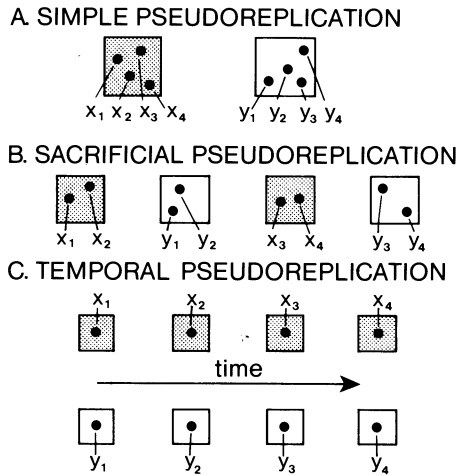 A. SIMPLE PSEUDOREPLICATION
x₁ x₂ x₃ x₄ y₁ y₂ y₃ y₄
B. SACRIFICIAL PSEUDOREPLICATION
x₁ x₂ y₁ y₂ x₃ x₄ y₃ y₄
C. TEMPORAL PSEUDOREPLICATION
x₁ x₂ x₃ x₄
time
y₁ y₂ y₃ y₄